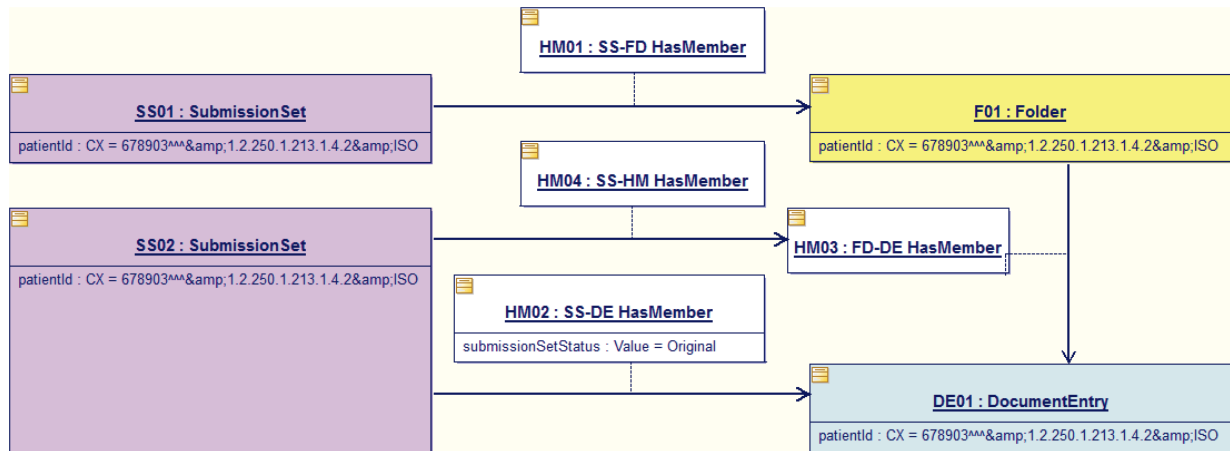 HM01 : SS-FD HasMember
SS01 : SubmissionSet
patientId : CX = 678903^^^&amp;1.2.250.1.213.1.4.2&amp;ISO
F01 : Folder
patientId : CX = 678903^^^&amp;1.2.250.1.213.1.4.2&amp;ISO
HM04 : SS-HM HasMember
SS02 : SubmissionSet
patientId : CX = 678903^^^&amp;1.2.250.1.213.1.4.2&amp;ISO
HM03 : FD-DE HasMember
HM02 : SS-DE HasMember
submissionSetStatus : Value = Original
DE01 : DocumentEntry
patientId : CX = 678903^^^&amp;1.2.250.1.213.1.4.2&amp;ISO